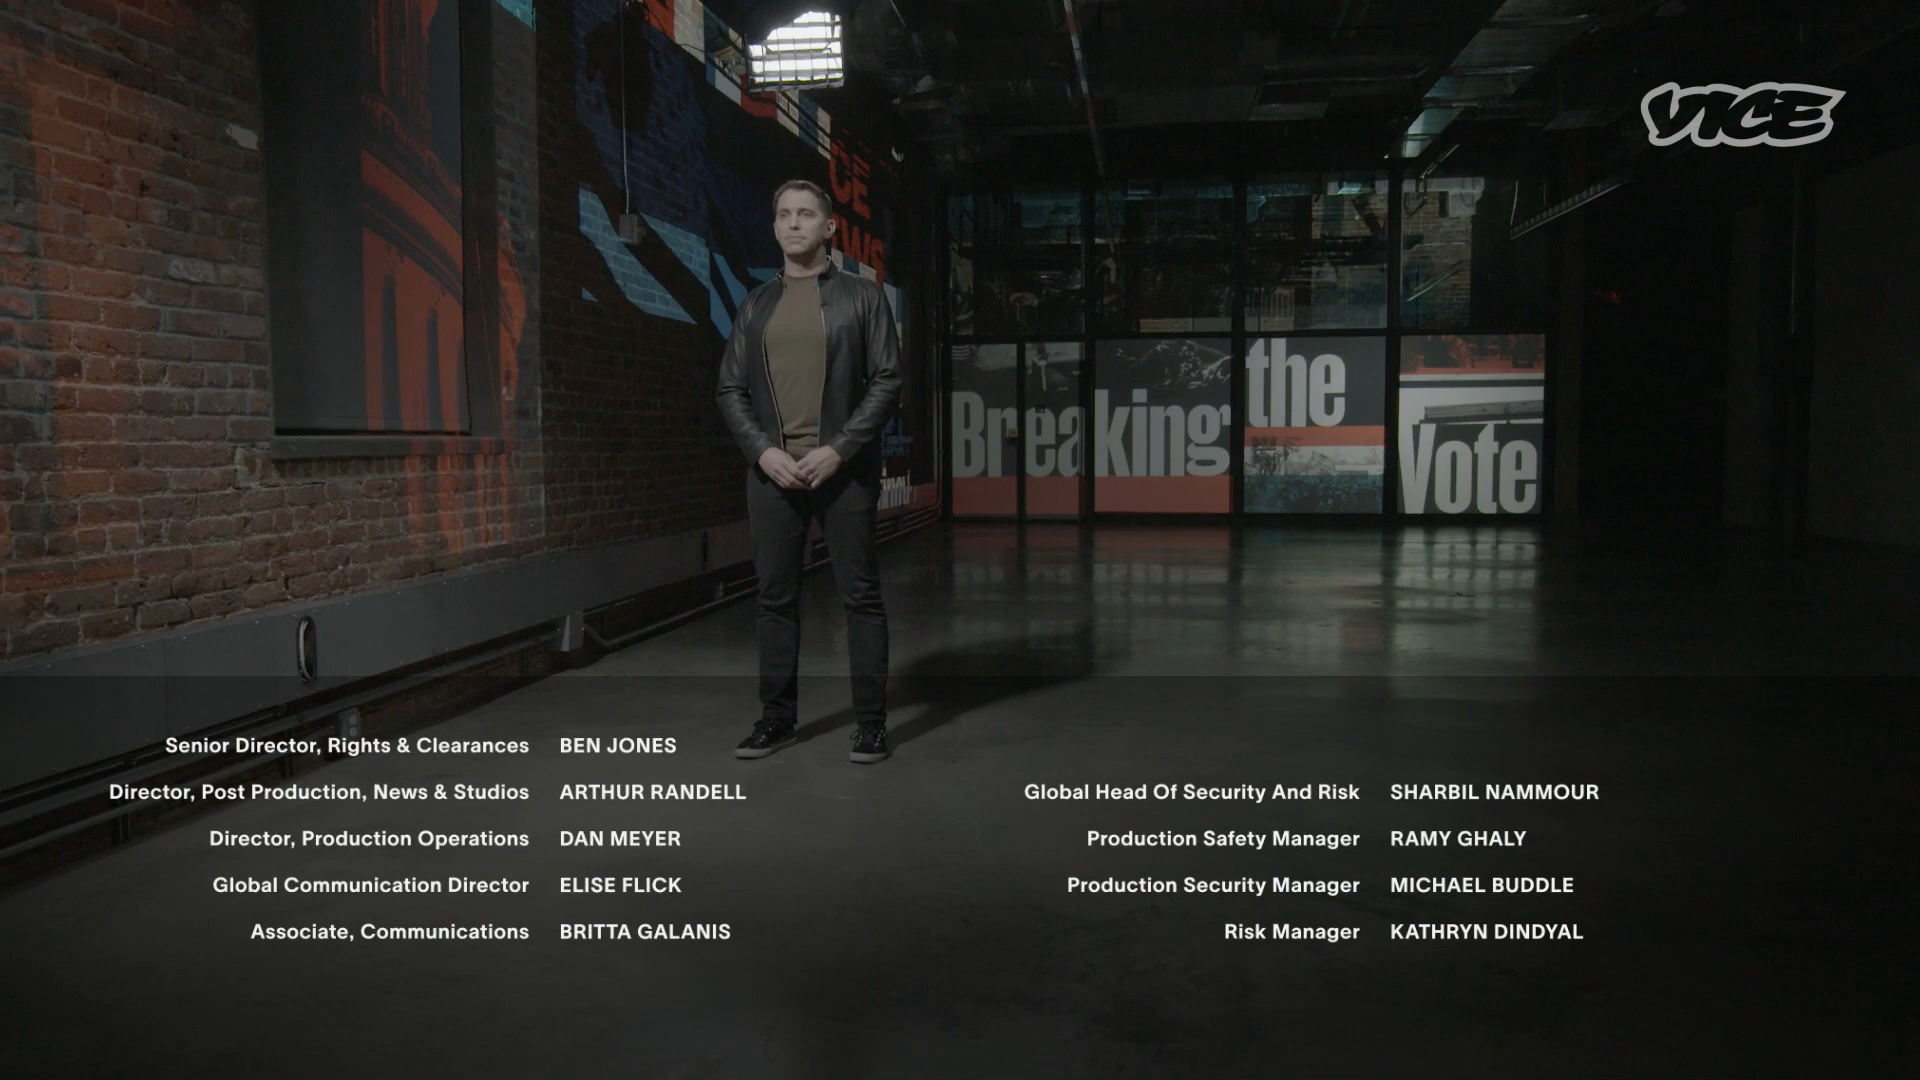 VICE
CE
EWS
Breaking
the
Vote
Senior Director, Rights & Clearances BEN JONES
Director, Post Production, News & Studios ARTHUR RANDELL
Director, Production Operations DAN MEYER
Global Communication Director ELISE FLICK
Associate, Communications BRITTA GALANIS
Global Head Of Security And Risk SHARBIL NAMMOUR
Production Safety Manager RAMY GHALY
Production Security Manager MICHAEL BUDDLE
Risk Manager KATHRYN DINDYAL